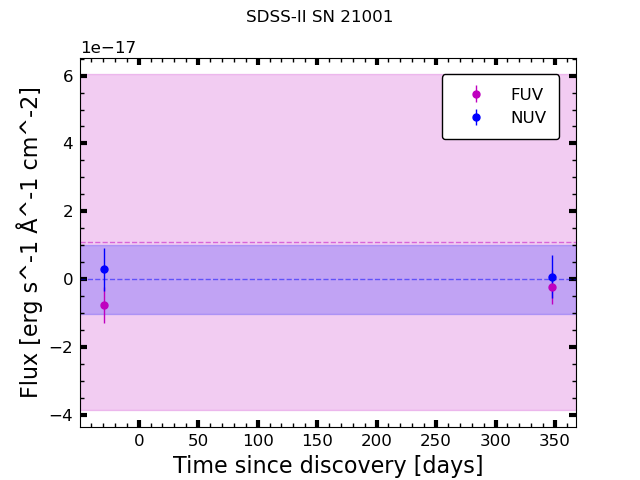 SDSS-II SN 21001
1e−17
Flux [erg s^-1 Å^-1 cm^-2]
6
4
2
0
−2
−4
FUV
NUV
0 50 100 150 200 250 300 350
Time since discovery [days]